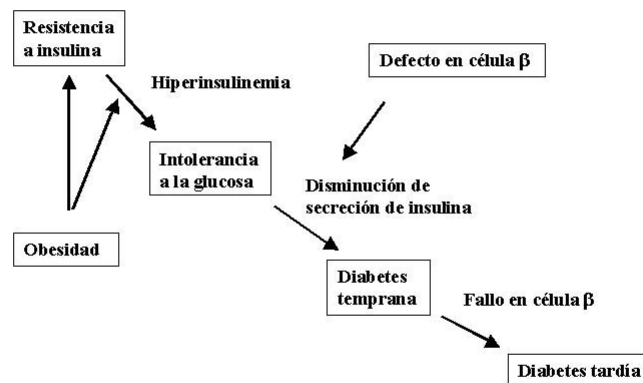 Resistencia
a insulina
Hiperinsulinemia
Defecto en célula β
Intolerancia
a la glucosa
Disminución de
secreción de insulina
Obesidad
Diabetes
temprana
Fallo en célula β
Diabetes tardía